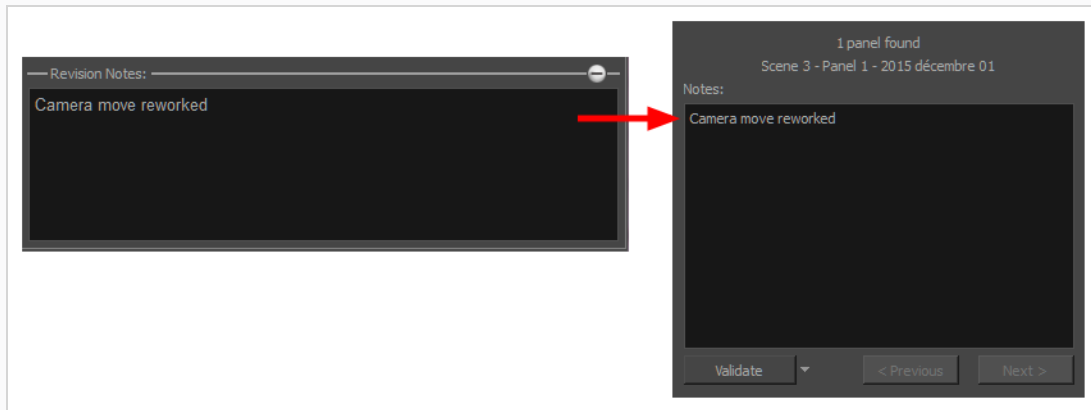 Revision Notes:
Camera move reworked
1 panel found
Scene 3 - Panel 1 - 2015 décembre 01
Notes:
Camera move reworked
Validate
< Previous
Next >